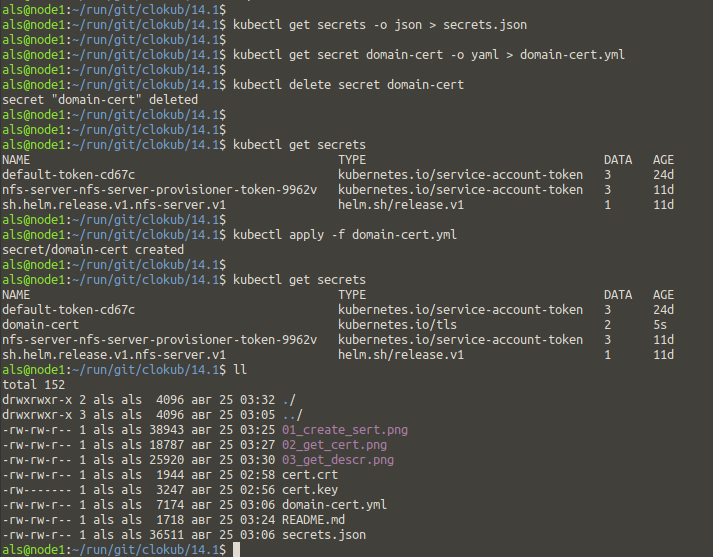 als@node1:~/run/git/clokub/14.1$
als@node1:~/run/git/clokub/14.1$ kubectl get secrets -o json > secrets.json
als@node1:~/run/git/clokub/14.1$
als@node1:~/run/git/clokub/14.1$ kubectl get secret domain-cert -o yaml > domain-cert.yml
als@node1:~/run/git/clokub/14.1$
als@node1:~/run/git/clokub/14.1$ kubectl delete secret domain-cert
secret "domain-cert" deleted
als@node1:~/run/git/clokub/14.1$
als@node1:~/run/git/clokub/14.1$
als@node1:~/run/git/clokub/14.1$ kubectl get secrets
NAME TYPE DATA AGE
default-token-cd67c kubernetes.io/service-account-token 3 24d
nfs-server-nfs-server-provisioner-token-9962v kubernetes.io/service-account-token 3 11d
sh.helm.release.v1.nfs-server.v1 helm.sh/release.v1 1 11d
als@node1:~/run/git/clokub/14.1$
als@node1:~/run/git/clokub/14.1$ kubectl apply -f domain-cert.yml
secret/domain-cert created
als@node1:~/run/git/clokub/14.1$
als@node1:~/run/git/clokub/14.1$ kubectl get secrets
NAME TYPE DATA AGE
default-token-cd67c kubernetes.io/service-account-token 3 24d
domain-cert kubernetes.io/tls 2 5s
nfs-server-nfs-server-provisioner-token-9962v kubernetes.io/service-account-token 3 11d
sh.helm.release.v1.nfs-server.v1 helm.sh/release.v1 1 11d
als@node1:~/run/git/clokub/14.1$ ll
total 152
drwxrwxr-x 2 als als 4096 авг 25 03:32 ./
drwxrwxr-x 3 als als 4096 авг 25 03:05 ../
-rw-rw-r-- 1 als als 38943 авг 25 03:25 01_create_sert.png
-rw-rw-r-- 1 als als 18787 авг 25 03:27 02_get_cert.png
-rw-rw-r-- 1 als als 25920 авг 25 03:30 03_get_descr.png
-rw-rw-r-- 1 als als 1944 авг 25 02:58 cert.crt
-rw------- 1 als als 3247 авг 25 02:56 cert.key
-rw-rw-r-- 1 als als 7174 авг 25 03:06 domain-cert.yml
-rw-rw-r-- 1 als als 1718 авг 25 03:24 README.md
-rw-rw-r-- 1 als als 36511 авг 25 03:06 secrets.json
als@node1:~/run/git/clokub/14.1$